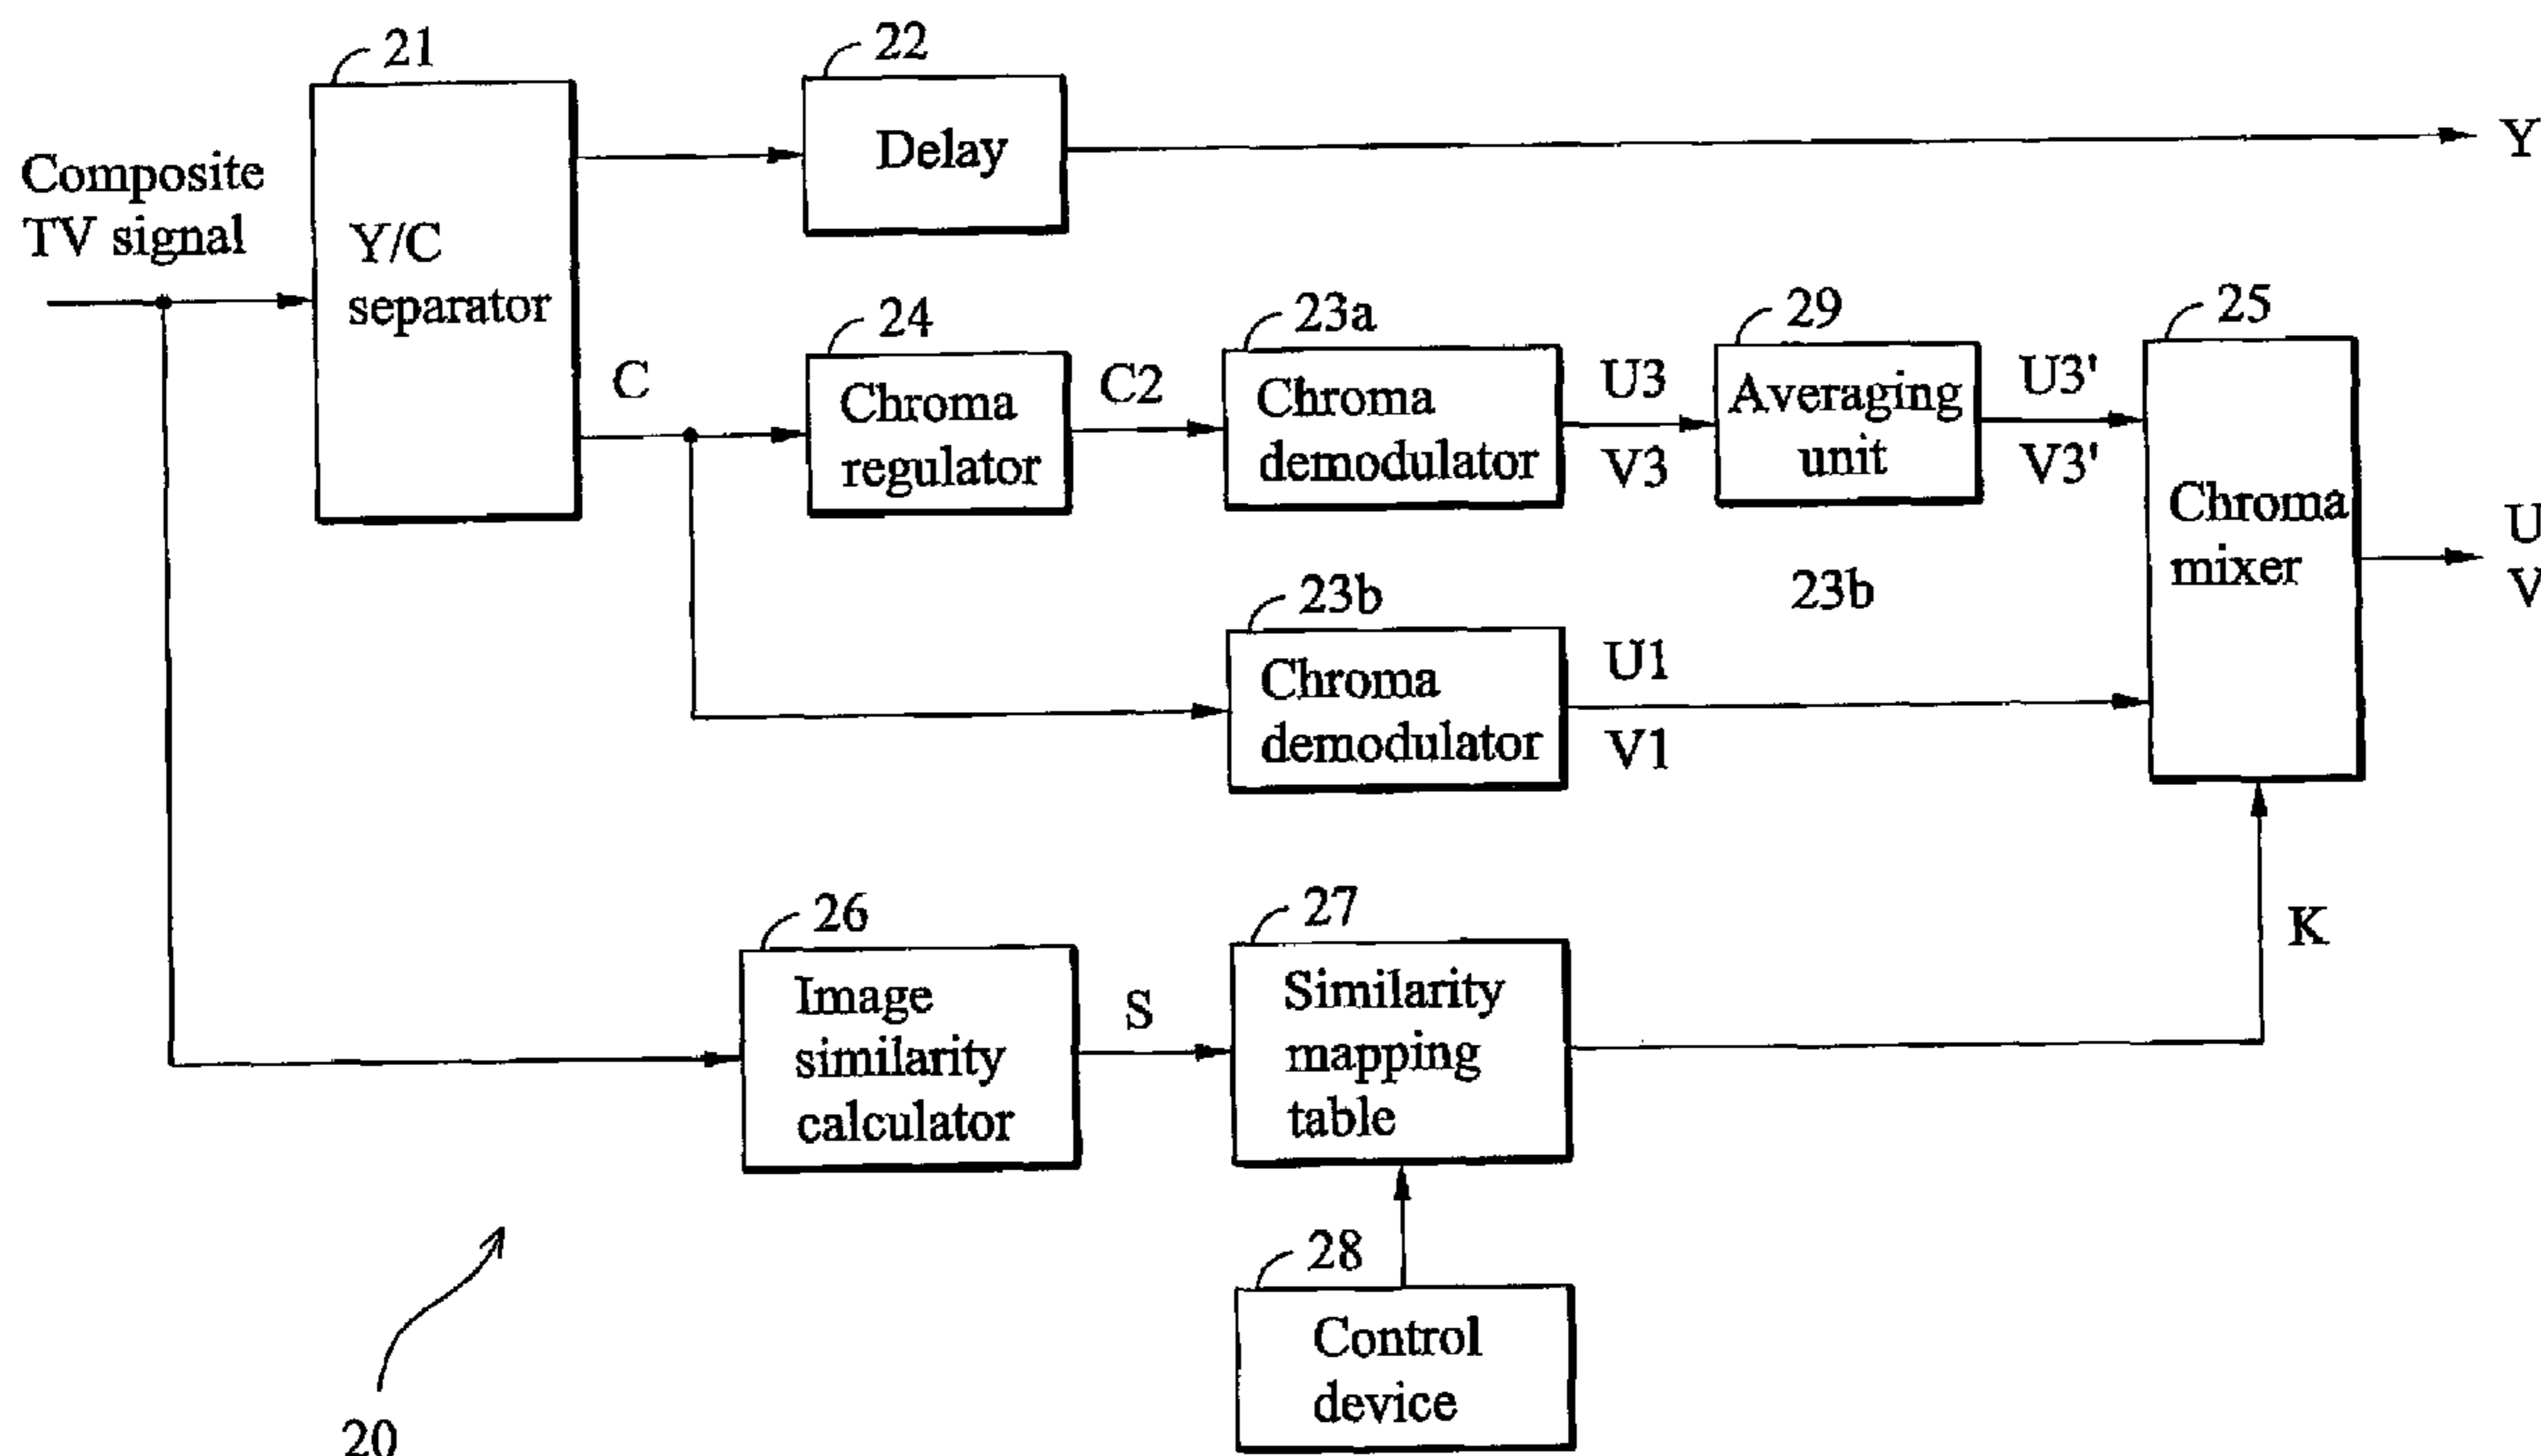 21
22
Composite
TV signal
Y/C
separator
Delay
Y
24
23a
29
25
C
Chroma
regulator
C2
Chroma
demodulator
U3
V3
Averaging
unit
U3'
V3'
Chroma
mixer
U
V
23b
23b
Chroma
demodulator
U1
V1
26
27
K
Image
similarity
calculator
S
Similarity
mapping
table
28
Control
device
20